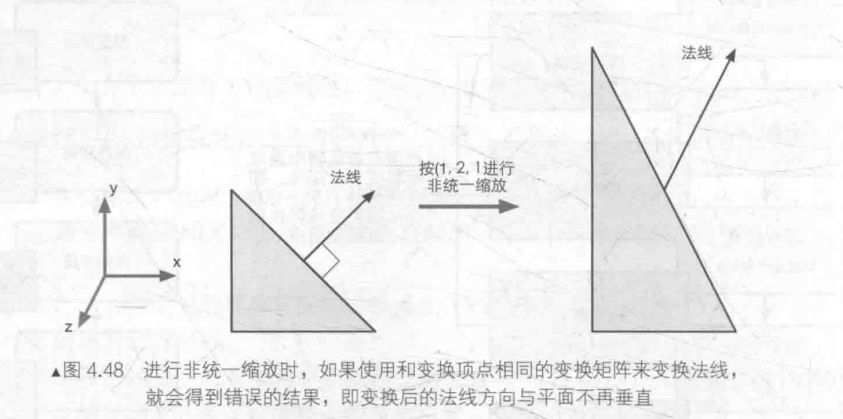 法线
法线
按(1, 2, 1进行
非统一缩放
y
x
z
▲图 4.48 进行非统一缩放时，如果使用和变换顶点相同的变换矩阵来变换法线，
就会得到错误的结果，即变换后的法线方向与平面不再垂直